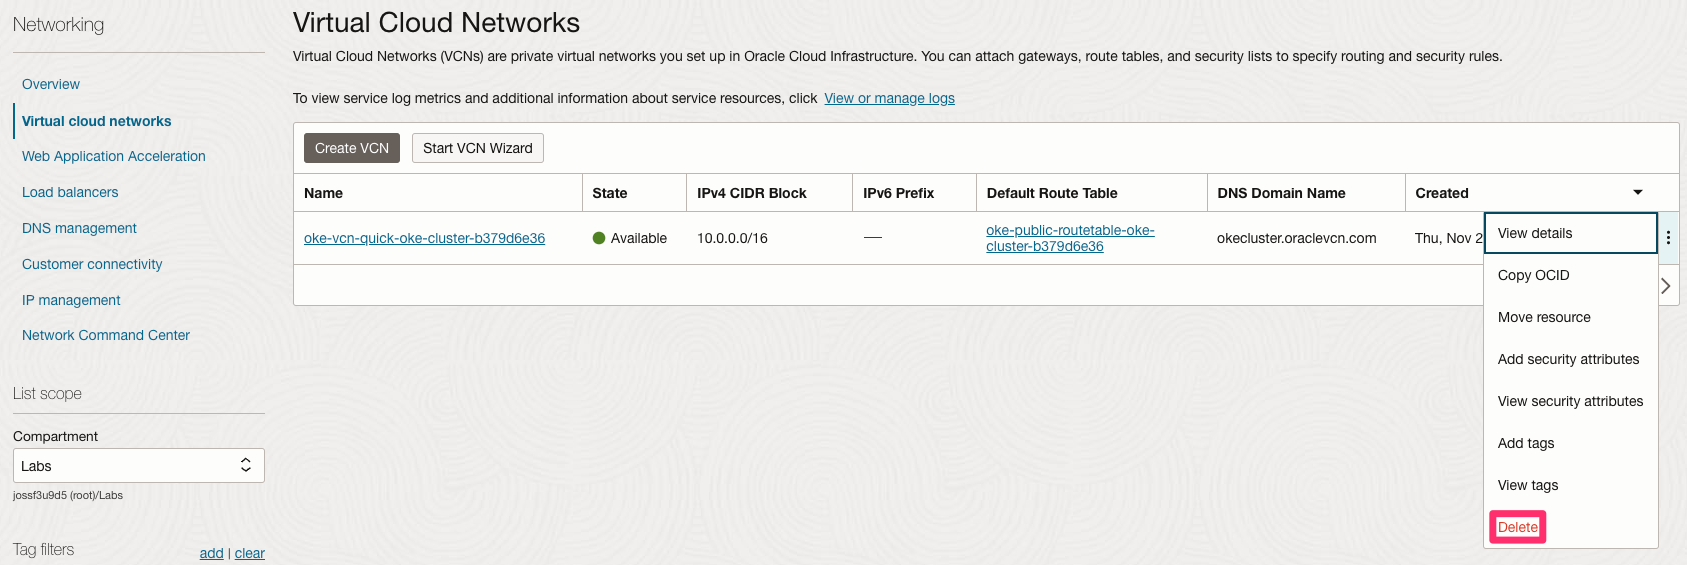 Networking
Overview
Virtual cloud networks
Web Application Acceleration
Load balancers
DNS management
Customer connectivity
IP management
Network Command Center
List scope
Compartment
Labs
jossf3u9d5 (root)/Labs
Tag filters add | clear
Virtual Cloud Networks
Virtual Cloud Networks (VCNs) are private virtual networks you set up in Oracle Cloud Infrastructure. You can attach gateways, route tables, and security lists to specify routing and security rules.
To view service log metrics and additional information about service resources, click View or manage logs
Create VCN Start VCN Wizard
Name State IPv4 CIDR Block IPv6 Prefix Default Route Table DNS Domain Name Created
oke-vcn-quick-oke-cluster-b379d6e36 Available 10.0.0.0/16 — oke-public-routetable-oke-
cluster-b379d6e36 okecluster.oraclevcn.com Thu, Nov 2
View details
Copy OCID
Move resource
Add security attributes
View security attributes
Add tags
View tags
Delete